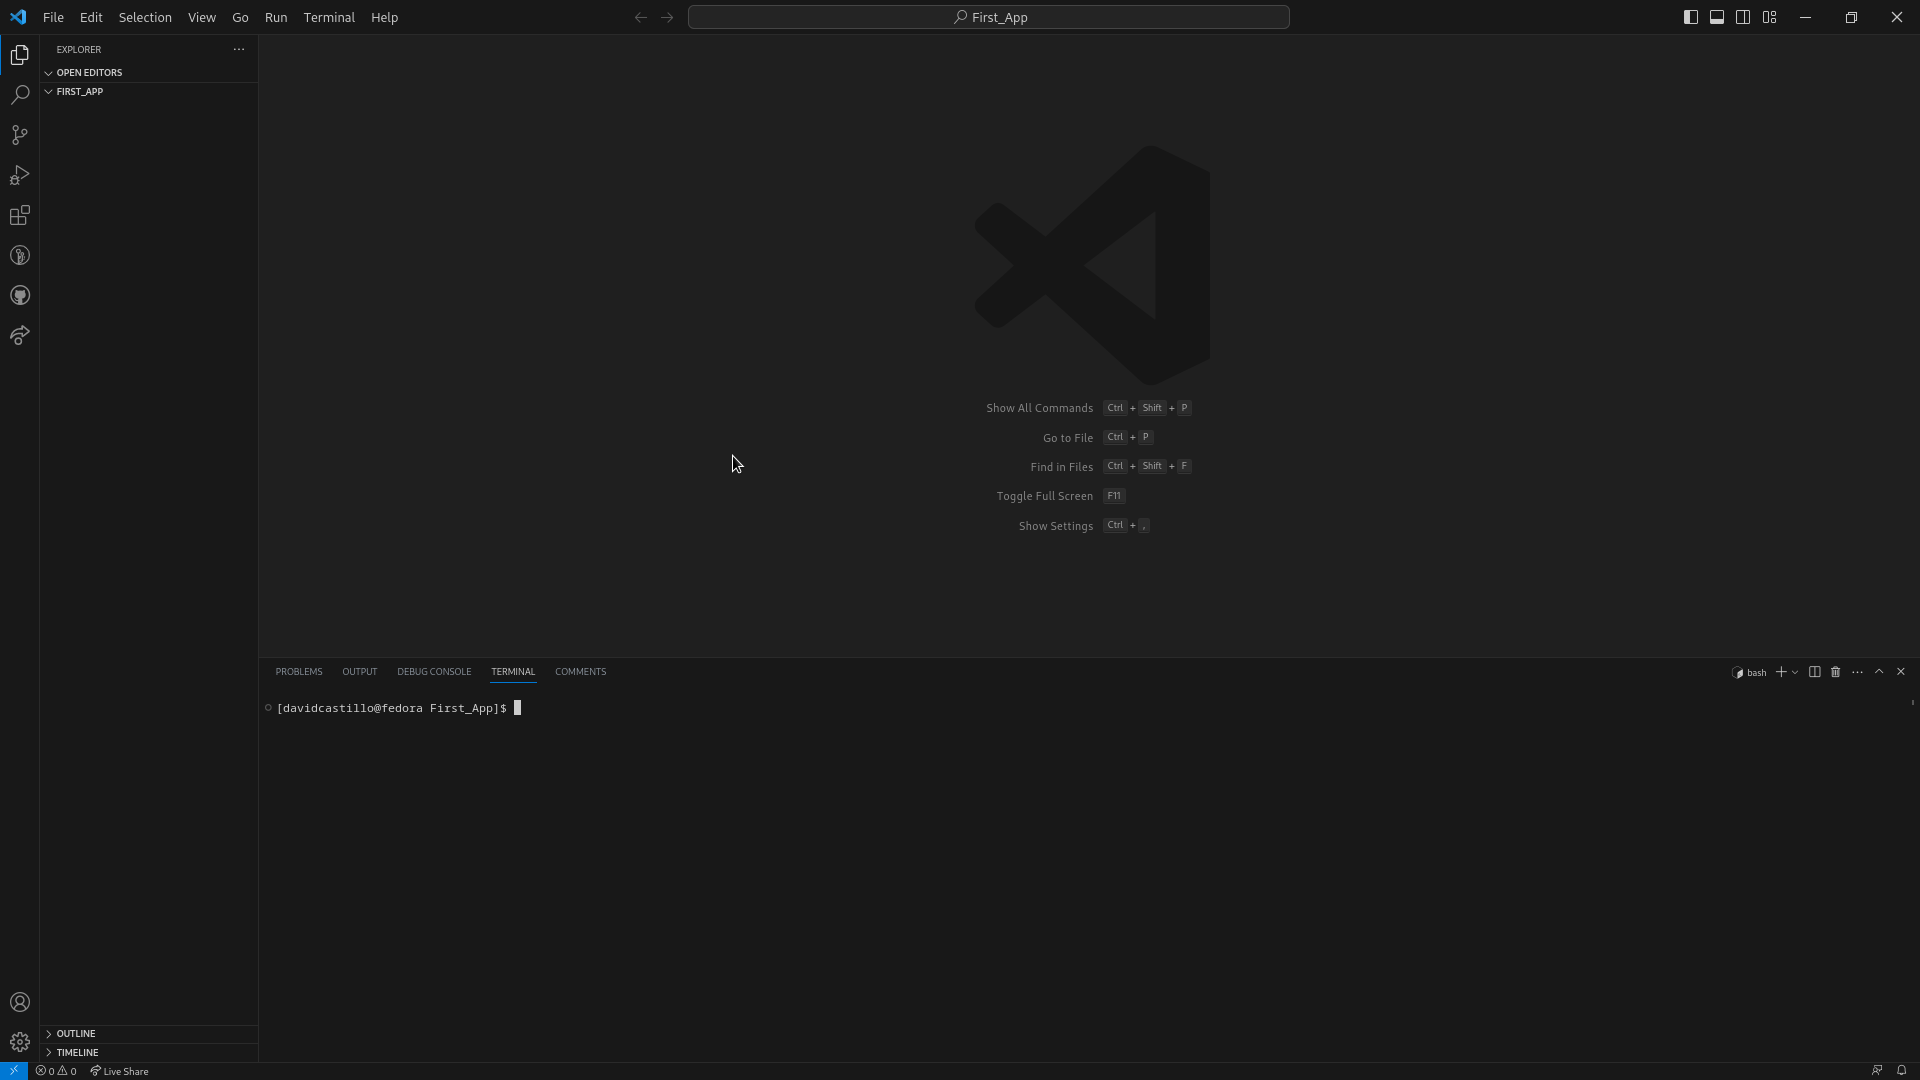 File Edit Selection View Go Run Terminal Help First_App
EXPLORER
OPEN EDITORS
FIRST_APP
Show All Commands Ctrl + Shift + P
Go to File Ctrl + P
Find in Files Ctrl + Shift + F
Toggle Full Screen F11
Show Settings Ctrl + ,
PROBLEMS OUTPUT DEBUG CONSOLE TERMINAL COMMENTS bash
[davidcastillo@fedora First_App]$
OUTLINE
TIMELINE
0 0 Live Share